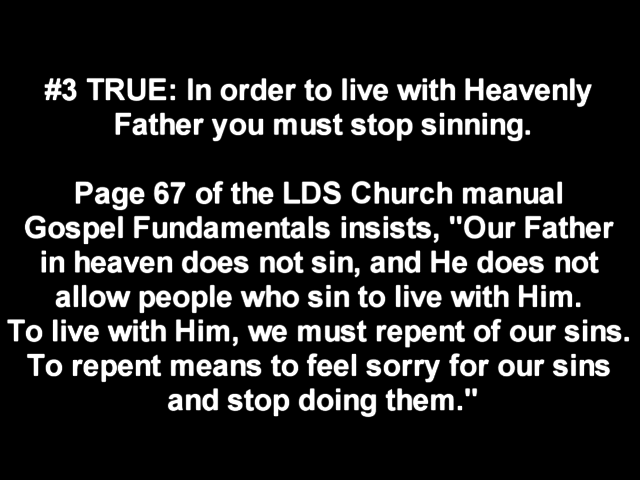 #3 TRUE: In order to live with Heavenly
Father you must stop sinning.
Page 67 of the LDS Church manual
Gospel Fundamentals insists, "Our Father
in heaven does not sin, and He does not
allow people who sin to live with Him.
To live with Him, we must repent of our sins.
To repent means to feel sorry for our sins
and stop doing them."